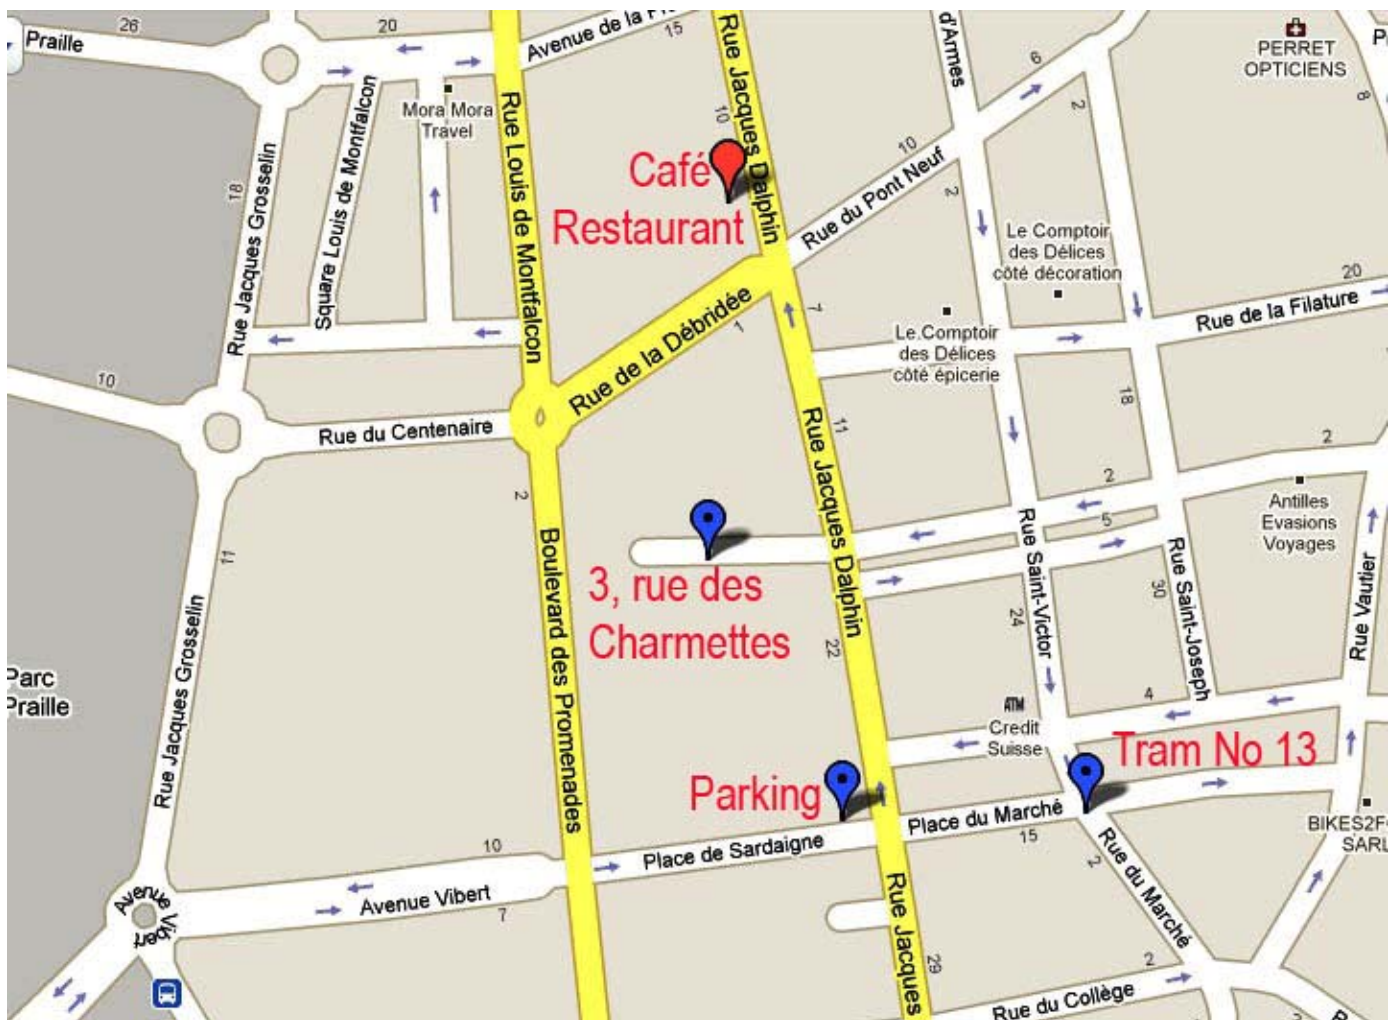 26
Praille
20
Avenue de la
15
Rue Jacques Dalphin
10
d'Armes
6
2
PERRET
OPTICIENS
8
Mora Mora
Travel
Rue Louis de Montfalcon
Square Louis de Montfalcon
Rue Jacques Grosselin
18
Café
Restaurant
10
Rue du Pont Neuf
2
Le Comptoir
des Délices
côté décoration
20
Rue de la Filature
Le Comptoir
des Délices
côté épicerie
7
1
Rue de la Débridée
10
Rue du Centenaire
Rue Jacques Dalphin
11
18
2
2
2
5
Antilles
Evasions
Voyages
Boulevard des Promenades
11
Rue Jacques Grosselin
3, rue des
Charmettes
22
Rue Saint-Victor
24
Rue Saint-Joseph
30
Rue Vautier
Parc
Praille
4
ATM
Credit
Suisse
Tram No 13
Parking
Place du Marché
15
Place de Sardaigne
BIKES2F
SARL
10
Avenue Vibert
7
Avenue Vibert
2
Rue du Marché
Rue Jacques
29
2
Rue du Collège
3